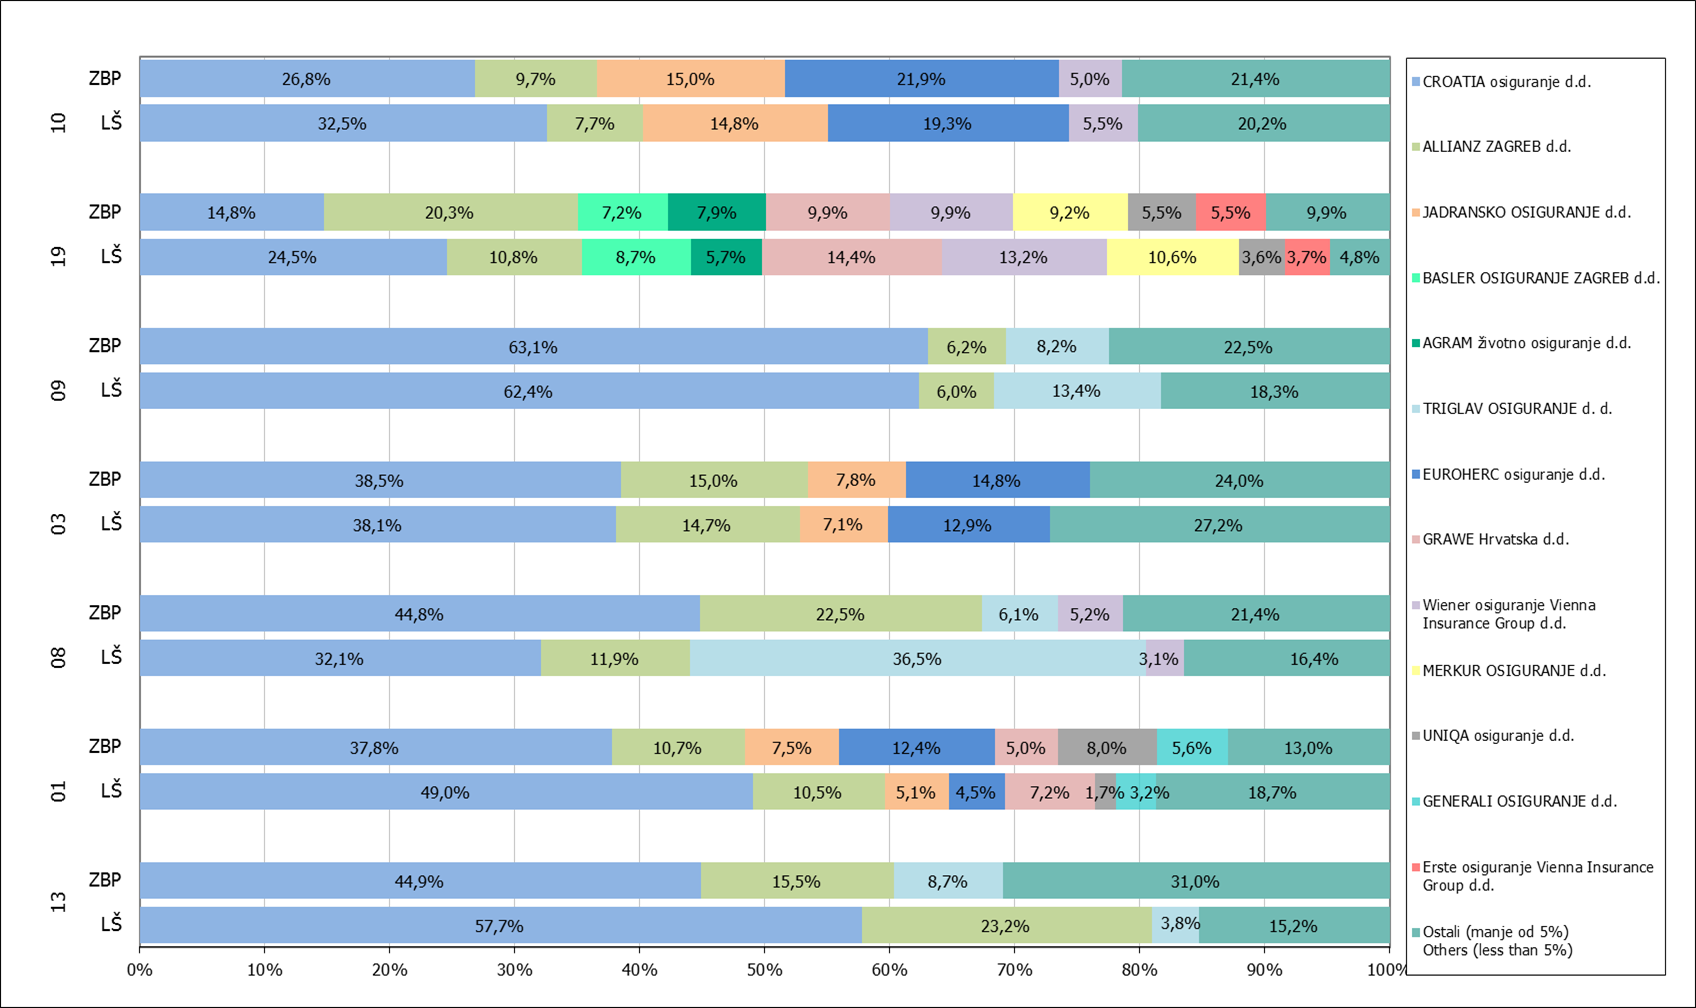 ZBP 26,8% 9,7% 15,0% 21,9% 5,0% 21,4%
10
LŠ 32,5% 7,7% 14,8% 19,3% 5,5% 20,2%
ZBP 14,8% 20,3% 7,2% 7,9% 9,9% 9,9% 9,2% 5,5% 5,5% 9,9%
19
LŠ 24,5% 10,8% 8,7% 5,7% 14,4% 13,2% 10,6% 3,6% 3,7% 4,8%
ZBP 63,1% 6,2% 8,2% 22,5%
09
LŠ 62,4% 6,0% 13,4% 18,3%
ZBP 38,5% 15,0% 7,8% 14,8% 24,0%
03
LŠ 38,1% 14,7% 7,1% 12,9% 27,2%
ZBP 44,8% 22,5% 6,1% 5,2% 21,4%
08
LŠ 32,1% 11,9% 36,5% 3,1% 16,4%
ZBP 37,8% 10,7% 7,5% 12,4% 5,0% 8,0% 5,6% 13,0%
01
LŠ 49,0% 10,5% 5,1% 4,5% 7,2% 1,7% 3,2% 18,7%
ZBP 44,9% 15,5% 8,7% 31,0%
13
LŠ 57,7% 23,2% 3,8% 15,2%
0% 10% 20% 30% 40% 50% 60% 70% 80% 90% 100%
CROATIA osiguranje d.d.
ALLIANZ ZAGREB d.d.
JADRANSKO OSIGURANJE d.d.
BASLER OSIGURANJE ZAGREB d.d.
AGRAM životno osiguranje d.d.
TRIGLAV OSIGURANJE d. d.
EUROHERC osiguranje d.d.
GRAWE Hrvatska d.d.
Wiener osiguranje Vienna
Insurance Group d.d.
MERKUR OSIGURANJE d.d.
UNIQA osiguranje d.d.
GENERALI OSIGURANJE d.d.
Erste osiguranje Vienna Insurance
Group d.d.
Ostali (manje od 5%)
Others (less than 5%)